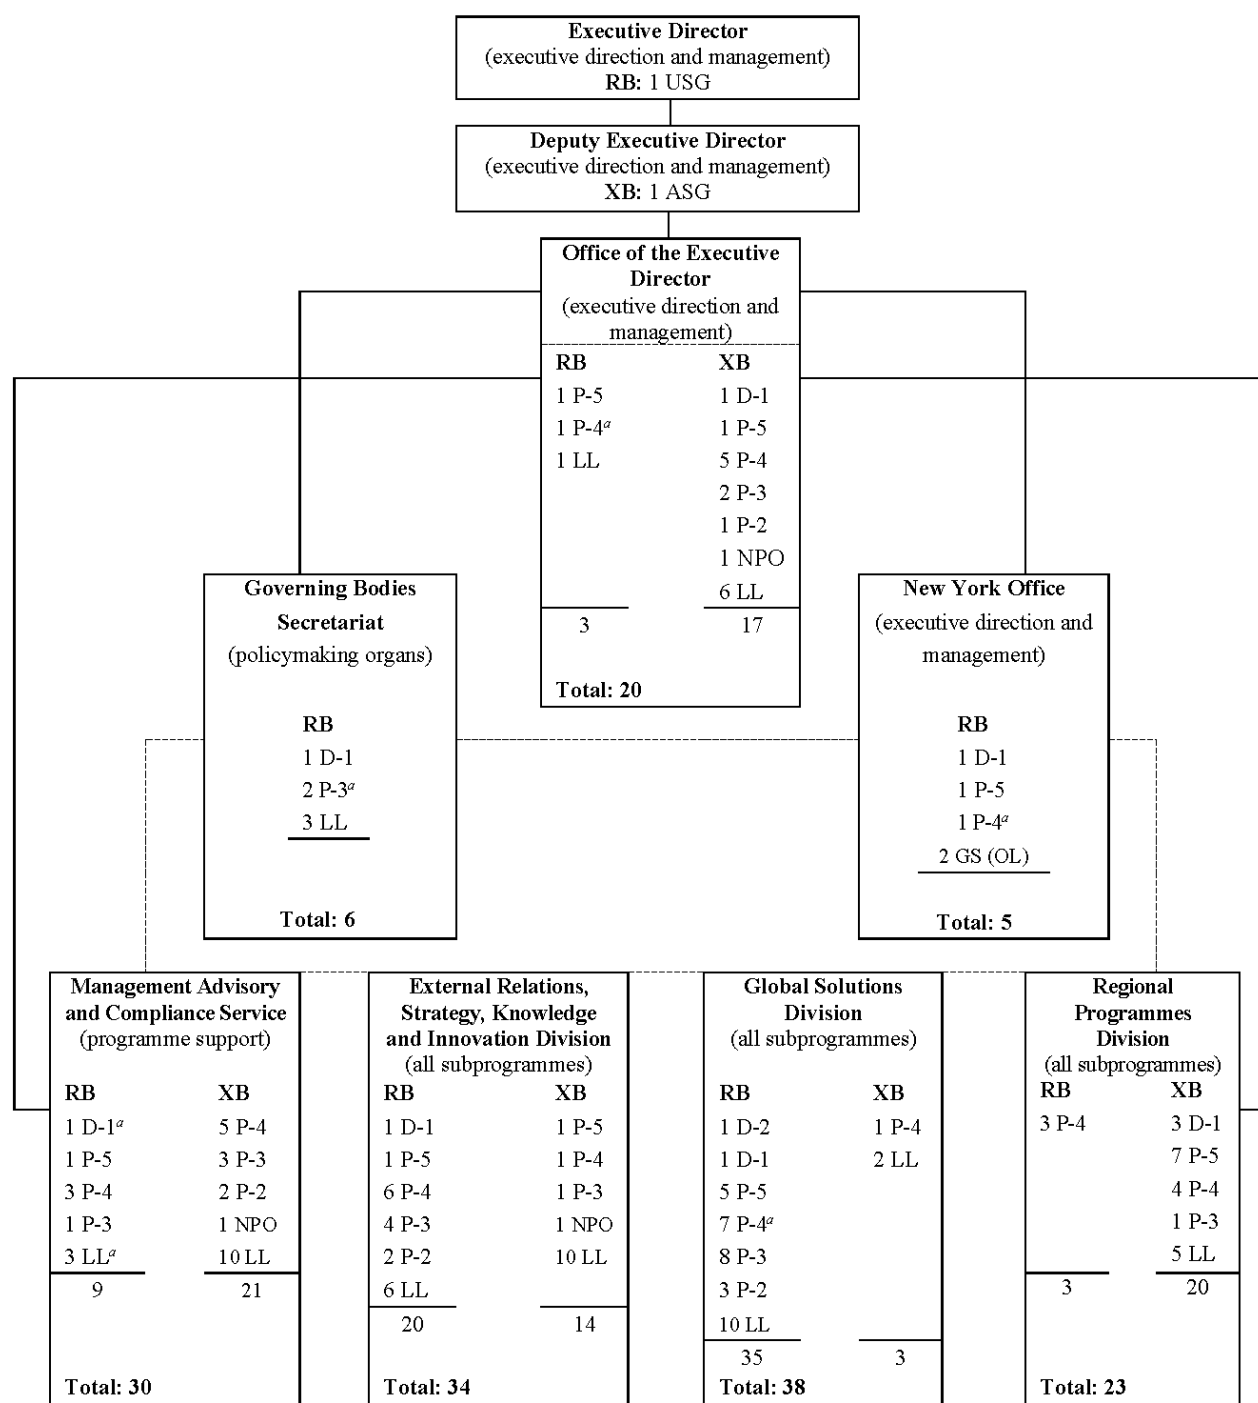 Executive Director
(executive direction and management)
RB: 1 USG
Deputy Executive Director
(executive direction and management)
XB: 1 ASG
Office of the Executive
Director
(executive direction and
management)
RB XB
1 P-5 1 D-1
1 P-4a 1 P-5
1 LL 5 P-4
2 P-3
1 P-2
1 NPO
6 LL
3 17
Total: 20
Governing Bodies
Secretariat
(policymaking organs)
RB
1 D-1
2 P-3a
3 LL
Total: 6
New York Office
(executive direction and
management)
RB
1 D-1
1 P-5
1 P-4a
2 GS (OL)
Total: 5
Management Advisory
and Compliance Service
(programme support)
RB XB
1 D-1a 5 P-4
1 P-5 3 P-3
3 P-4 2 P-2
1 P-3 1 NPO
3 LLa 10 LL
9 21
Total: 30
External Relations,
Strategy, Knowledge
and Innovation Division
(all subprogrammes)
RB XB
1 D-1 1 P-5
1 P-5 1 P-4
6 P-4 1 P-3
4 P-3 1 NPO
2 P-2 10 LL
6 LL
20 14
Total: 34
Global Solutions
Division
(all subprogrammes)
RB XB
1 D-2 1 P-4
1 D-1 2 LL
5 P-5
7 P-4a
8 P-3
3 P-2
10 LL
35 3
Total: 38
Regional
Programmes
Division
(all subprogrammes)
RB XB
3 P-4 3 D-1
7 P-5
4 P-4
1 P-3
5 LL
3 20
Total: 23